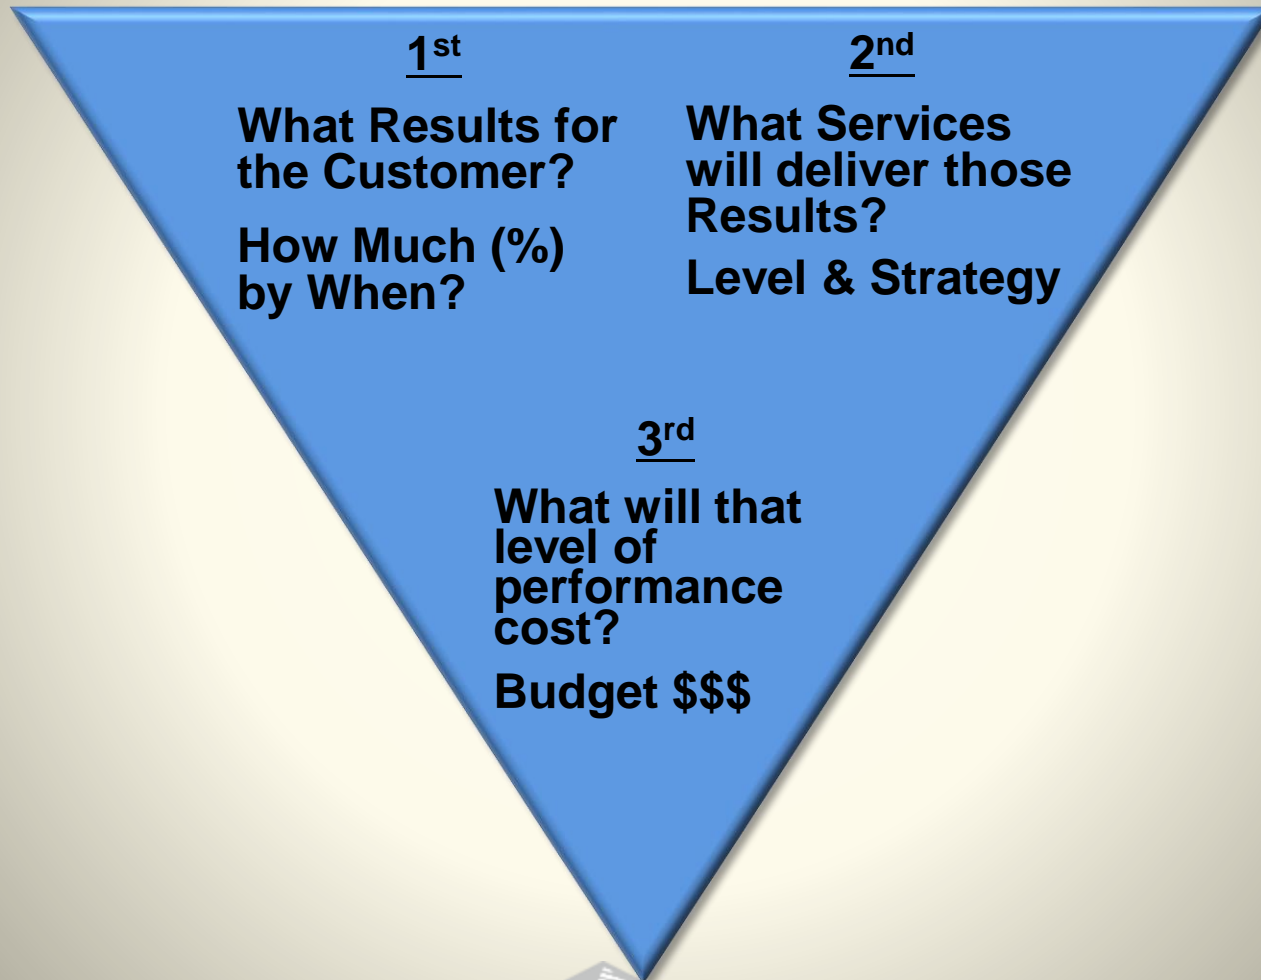 1st
What Results for
the Customer?
How Much (%)
by When?
2nd
What Services
will deliver those
Results?
Level & Strategy
3rd
What will that
level of
performance
cost?
Budget $$$